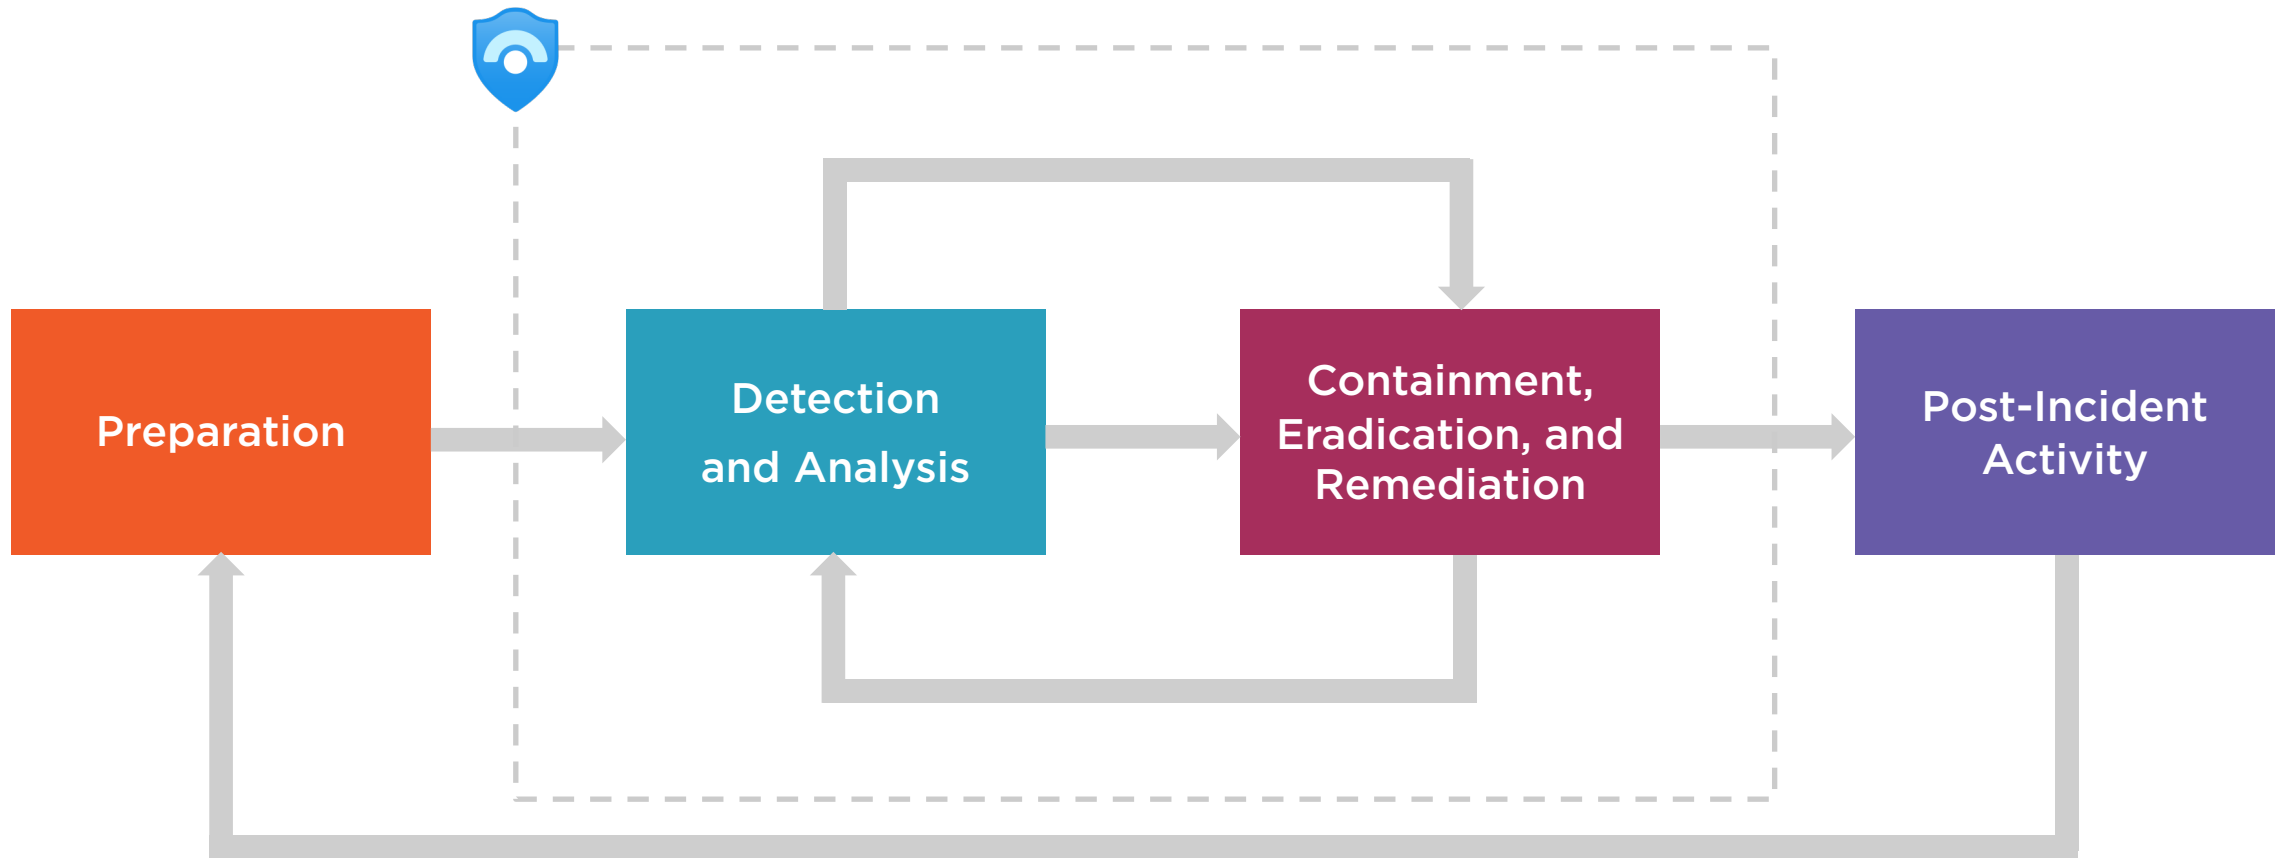 Preparation
Detection
and Analysis
Containment,
Eradication, and
Remediation
Post-Incident
Activity